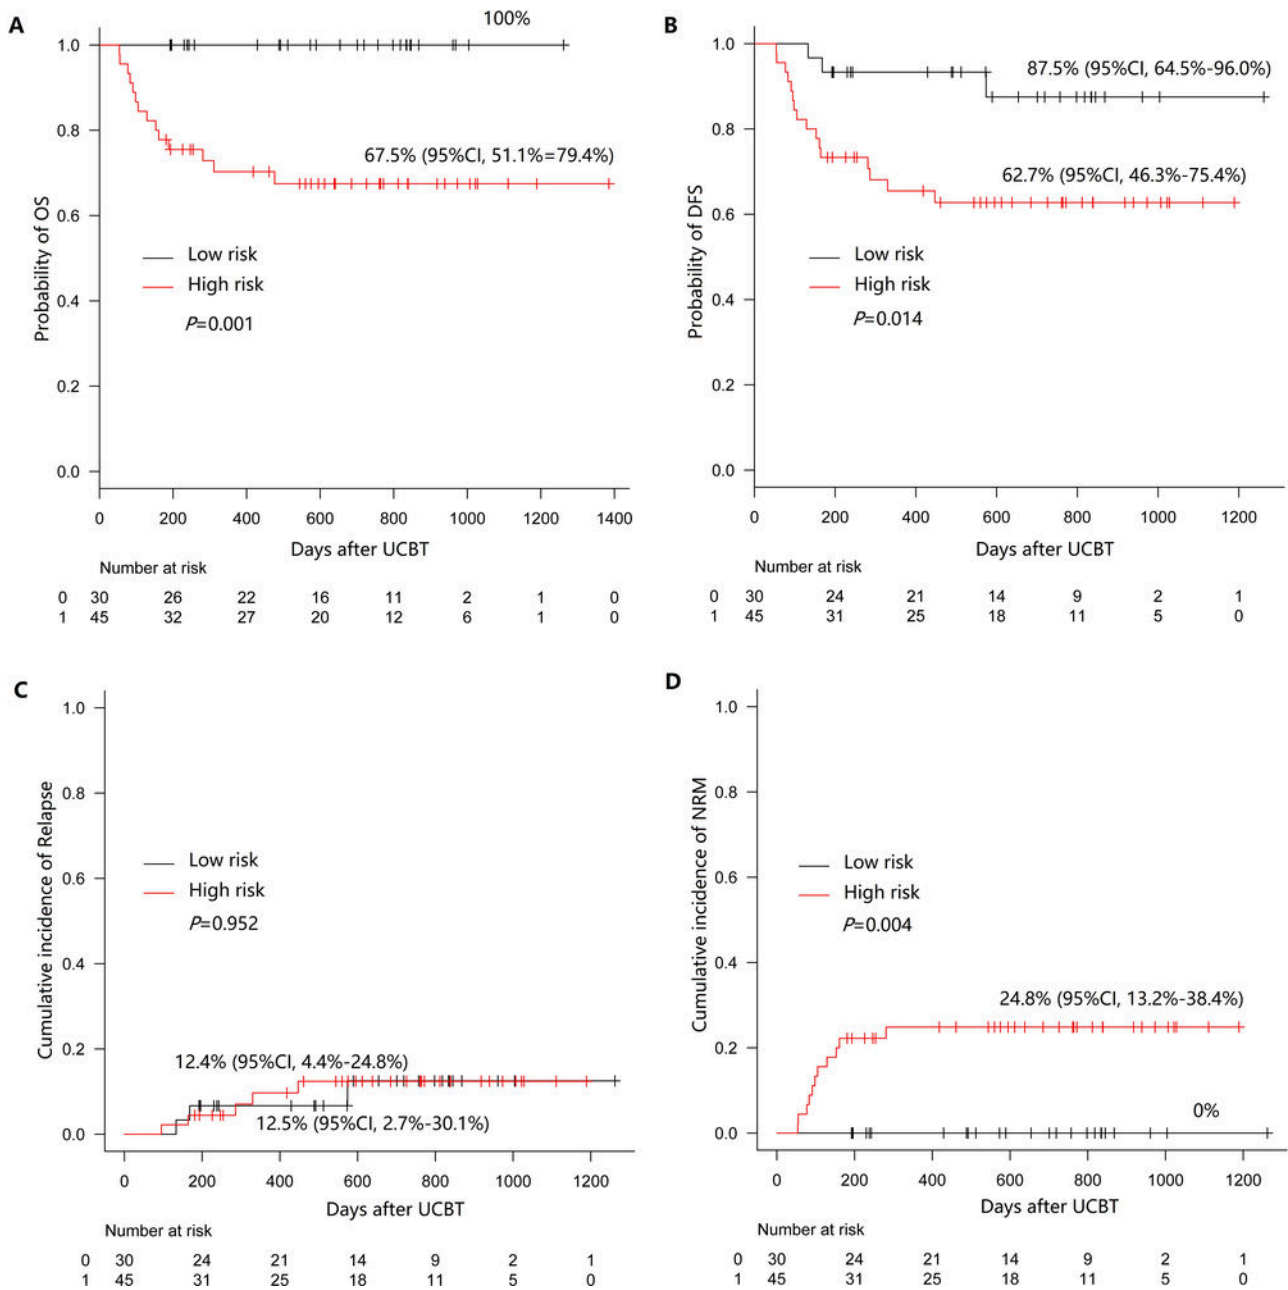 A
100%
1.0
0.8
0.6
0.4
0.2
0.0
Probability of OS
67.5% (95%CI, 51.1%=79.4%)
Low risk
High risk
P=0.001
0 200 400 600 800 1000 1200 1400
Days after UCBT
Number at risk
0 30 26 22 16 11 2 1 0
1 45 32 27 20 12 6 1 0
B
1.0
0.8
0.6
0.4
0.2
0.0
Probability of DFS
87.5% (95%CI, 64.5%-96.0%)
62.7% (95%CI, 46.3%-75.4%)
Low risk
High risk
P=0.014
0 200 400 600 800 1000 1200
Days after UCBT
Number at risk
0 30 24 21 14 9 2 1
1 45 31 25 18 11 5 0
C
1.0
0.8
0.6
0.4
0.2
0.0
Cumulative incidence of Relapse
Low risk
High risk
P=0.952
12.4% (95%CI, 4.4%-24.8%)
12.5% (95%CI, 2.7%-30.1%)
0 200 400 600 800 1000 1200
Days after UCBT
Number at risk
0 30 24 21 14 9 2 1
1 45 31 25 18 11 5 0
D
1.0
0.8
0.6
0.4
0.2
0.0
Cumulative incidence of NRM
Low risk
High risk
P=0.004
24.8% (95%CI, 13.2%-38.4%)
0%
0 200 400 600 800 1000 1200
Days after UCBT
Number at risk
0 30 24 21 14 9 2 1
1 45 31 25 18 11 5 0